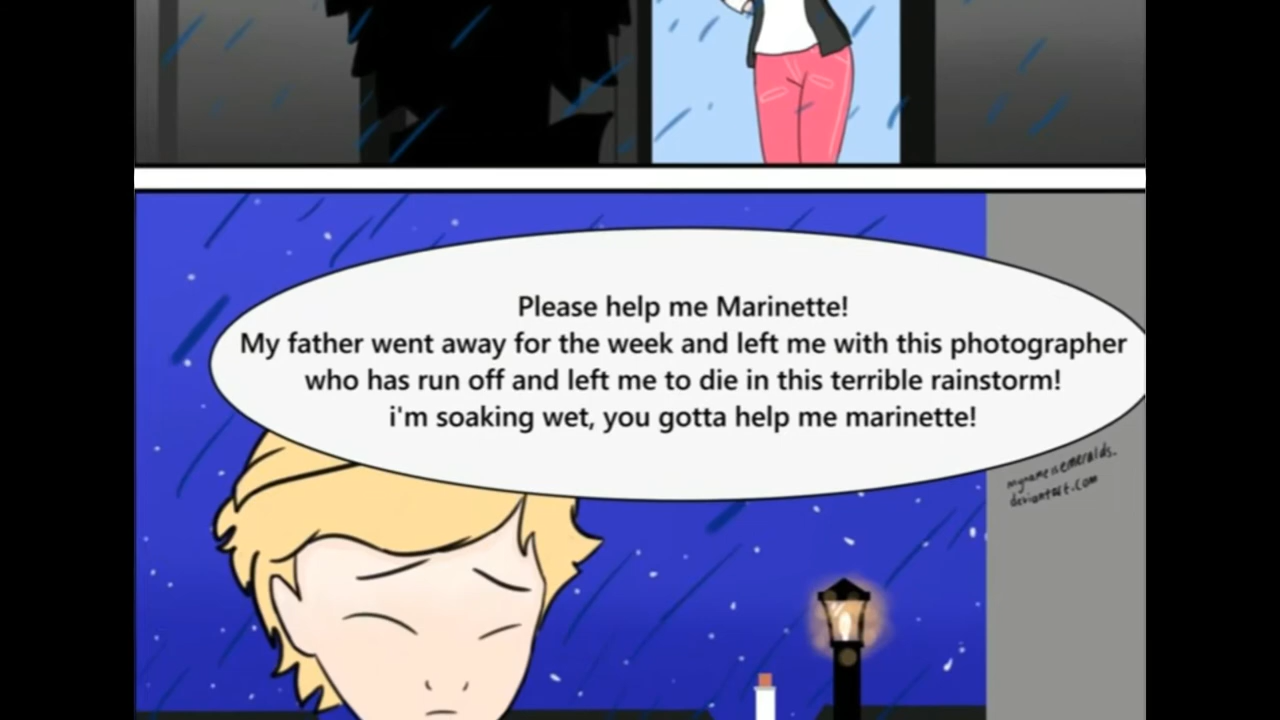 Please help me Marinette!
My father went away for the week and left me with this photographer
who has run off and left me to die in this terrible rainstorm!
i'm soaking wet, you gotta help me marinette!
mynameisemeralds.
deviantart.com